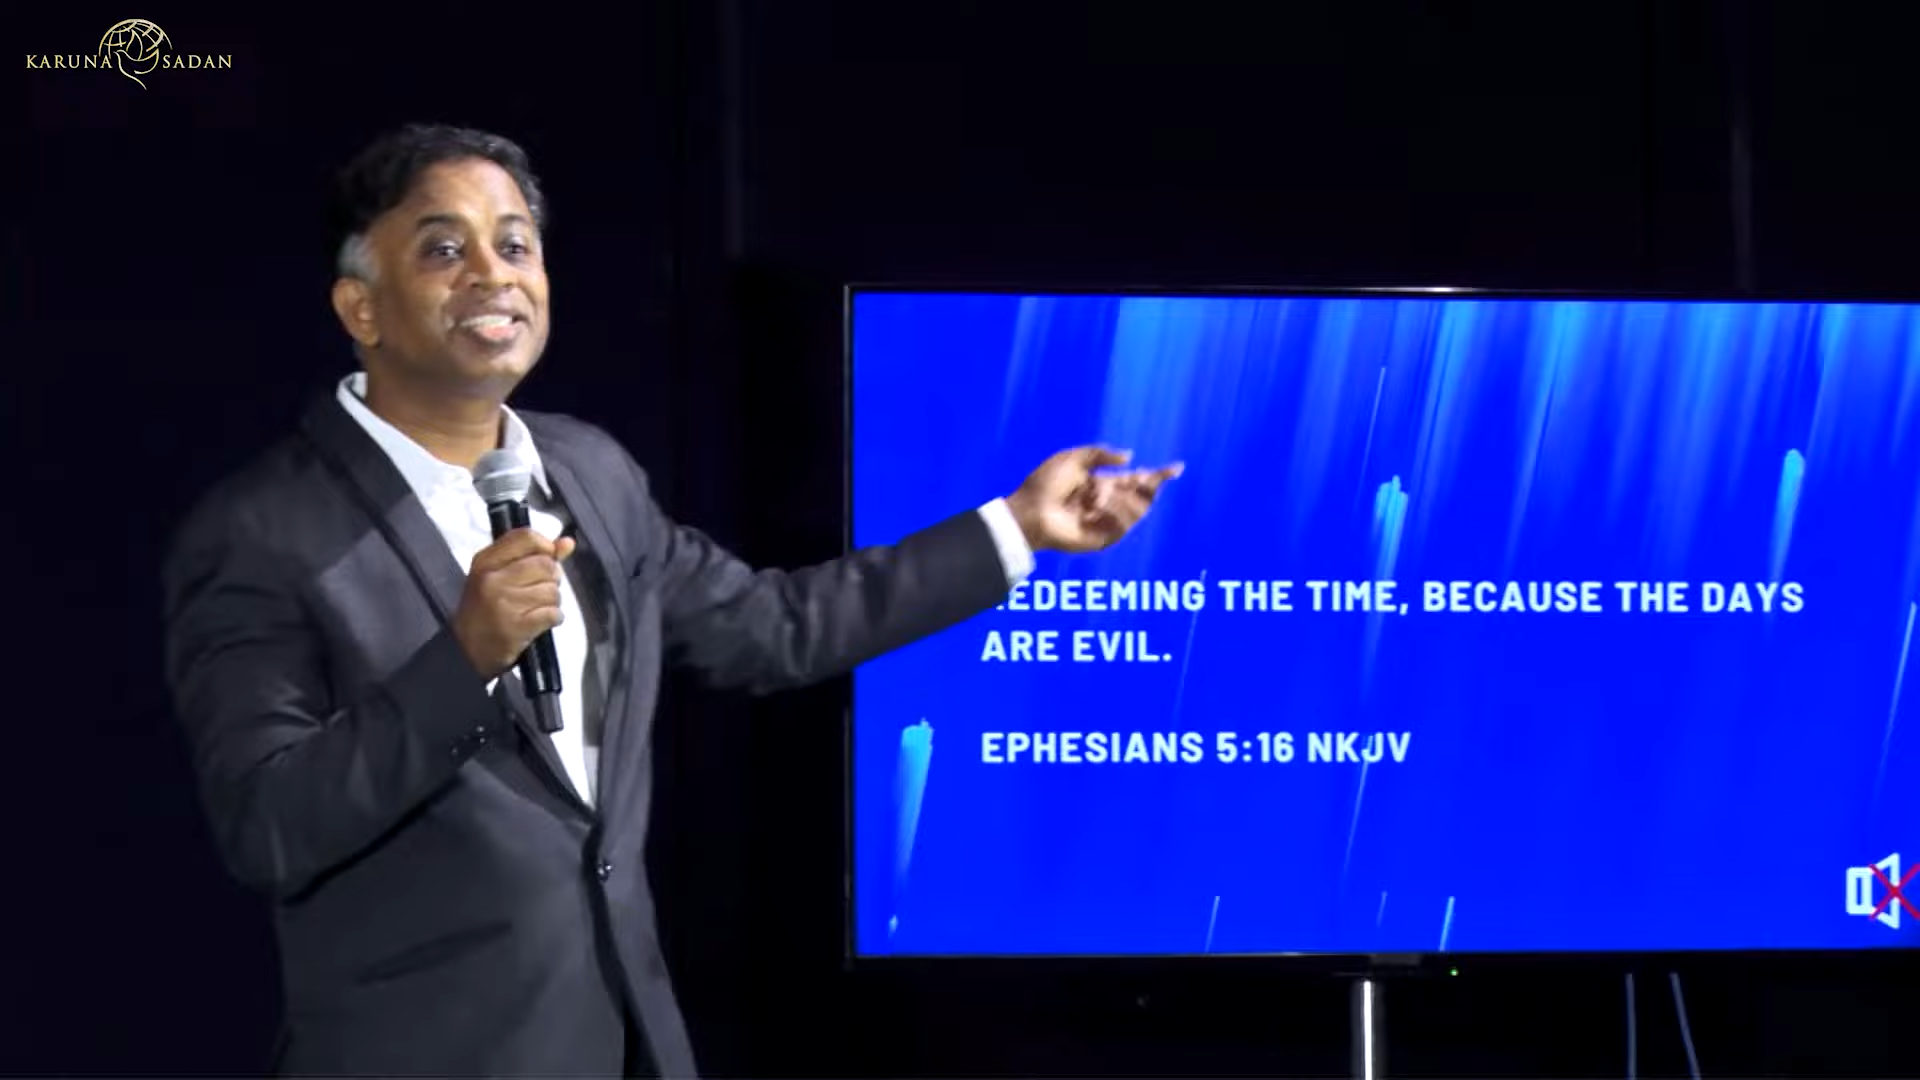 KARUNA SADAN
EDEEMING THE TIME, BECAUSE THE DAYS
ARE EVIL.
EPHESIANS 5:16 NKJV